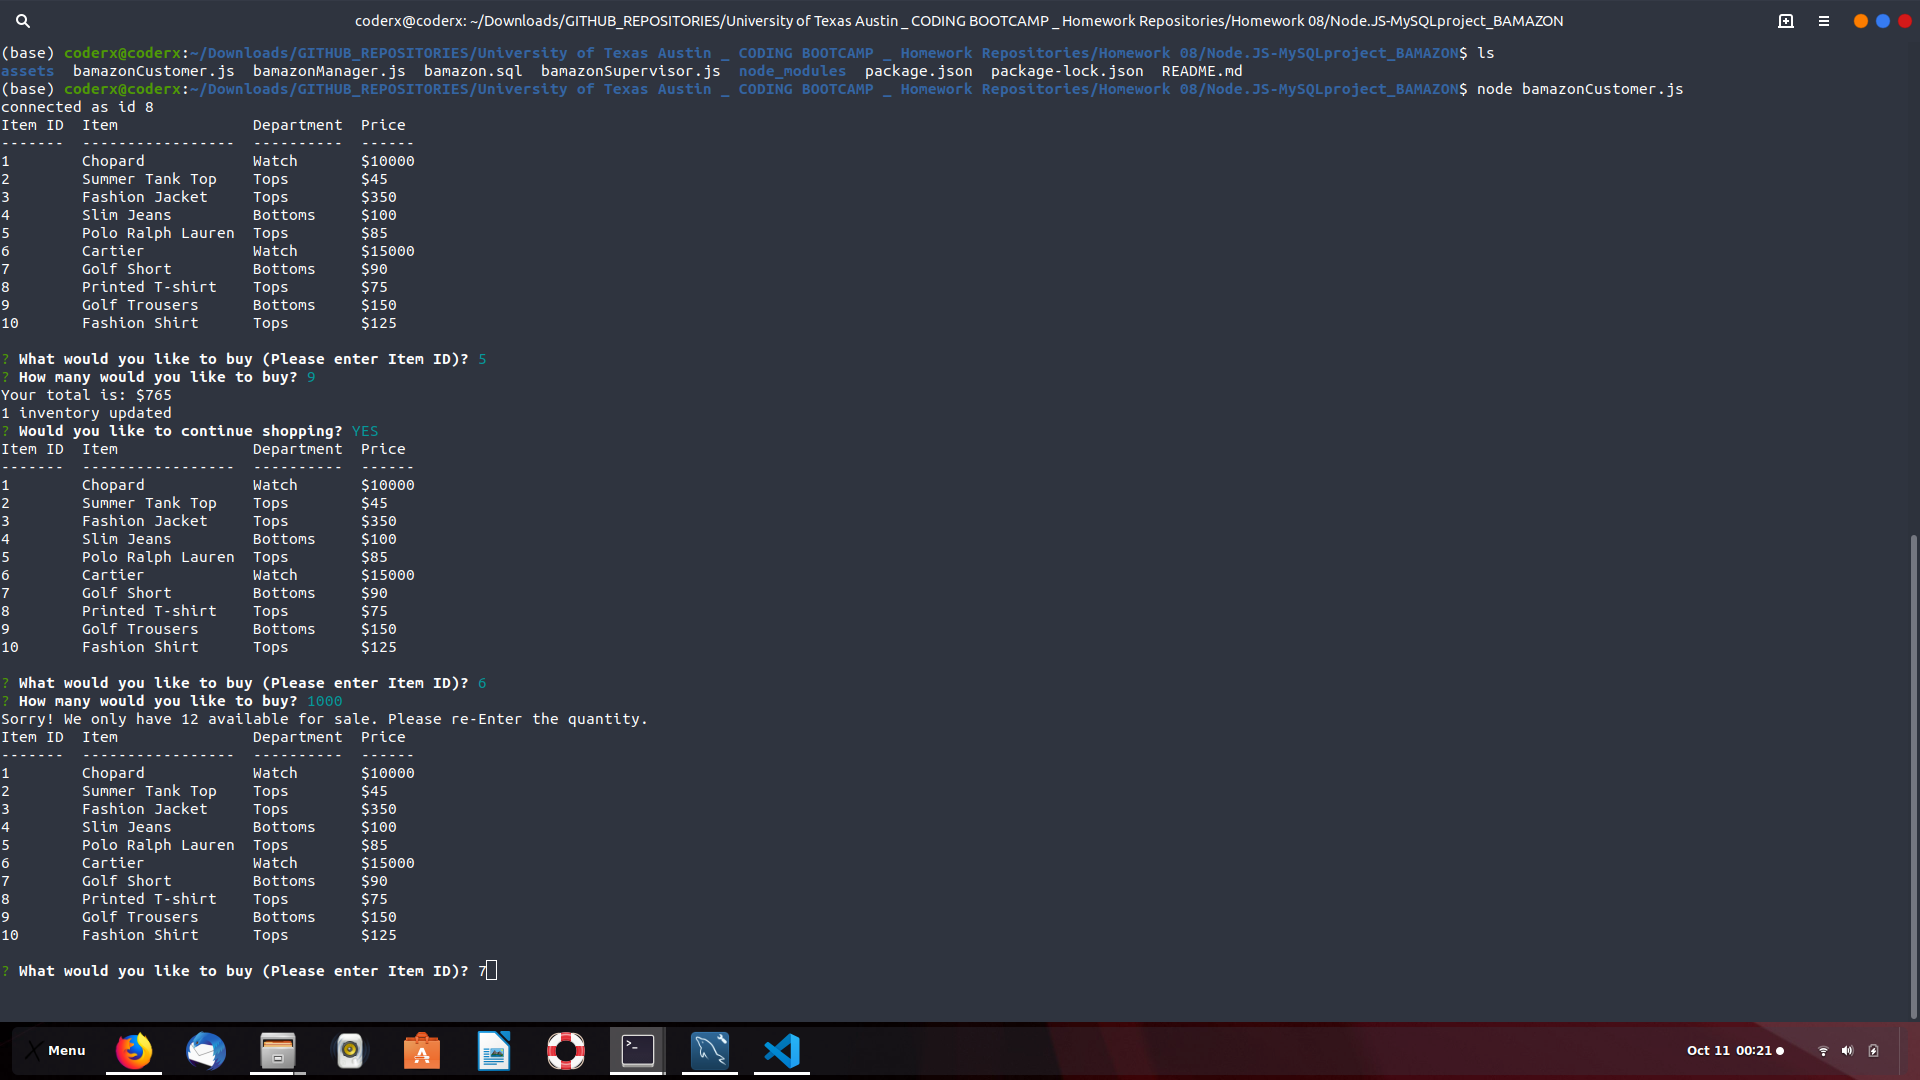 coderx@coderx: ~/Downloads/GITHUB_REPOSITORIES/University of Texas Austin _ CODING BOOTCAMP _ Homework Repositories/Homework 08/Node.JS-MySQLproject_BAMAZON
(base) coderx@coderx:~/Downloads/GITHUB_REPOSITORIES/University of Texas Austin _ CODING BOOTCAMP _ Homework Repositories/Homework 08/Node.JS-MySQLproject_BAMAZON$ ls
assets  bamazonCustomer.js  bamazonManager.js  bamazon.sql  bamazonSupervisor.js  node_modules  package.json  package-lock.json  README.md
(base) coderx@coderx:~/Downloads/GITHUB_REPOSITORIES/University of Texas Austin _ CODING BOOTCAMP _ Homework Repositories/Homework 08/Node.JS-MySQLproject_BAMAZON$ node bamazonCustomer.js
connected as id 8
Item ID  Item               Department  Price
-------  -----------------  ----------  ------
1        Chopard            Watch       $10000
2        Summer Tank Top    Tops        $45
3        Fashion Jacket     Tops        $350
4        Slim Jeans         Bottoms     $100
5        Polo Ralph Lauren  Tops        $85
6        Cartier            Watch       $15000
7        Golf Short         Bottoms     $90
8        Printed T-shirt    Tops        $75
9        Golf Trousers      Bottoms     $150
10       Fashion Shirt      Tops        $125
? What would you like to buy (Please enter Item ID)? 5
? How many would you like to buy? 9
Your total is: $765
1 inventory updated
? Would you like to continue shopping? YES
Item ID  Item               Department  Price
-------  -----------------  ----------  ------
1        Chopard            Watch       $10000
2        Summer Tank Top    Tops        $45
3        Fashion Jacket     Tops        $350
4        Slim Jeans         Bottoms     $100
5        Polo Ralph Lauren  Tops        $85
6        Cartier            Watch       $15000
7        Golf Short         Bottoms     $90
8        Printed T-shirt    Tops        $75
9        Golf Trousers      Bottoms     $150
10       Fashion Shirt      Tops        $125
? What would you like to buy (Please enter Item ID)? 6
? How many would you like to buy? 1000
Sorry! We only have 12 available for sale. Please re-Enter the quantity.
Item ID  Item               Department  Price
-------  -----------------  ----------  ------
1        Chopard            Watch       $10000
2        Summer Tank Top    Tops        $45
3        Fashion Jacket     Tops        $350
4        Slim Jeans         Bottoms     $100
5        Polo Ralph Lauren  Tops        $85
6        Cartier            Watch       $15000
7        Golf Short         Bottoms     $90
8        Printed T-shirt    Tops        $75
9        Golf Trousers      Bottoms     $150
10       Fashion Shirt      Tops        $125
? What would you like to buy (Please enter Item ID)? 7
Menu
Oct 11 00:21